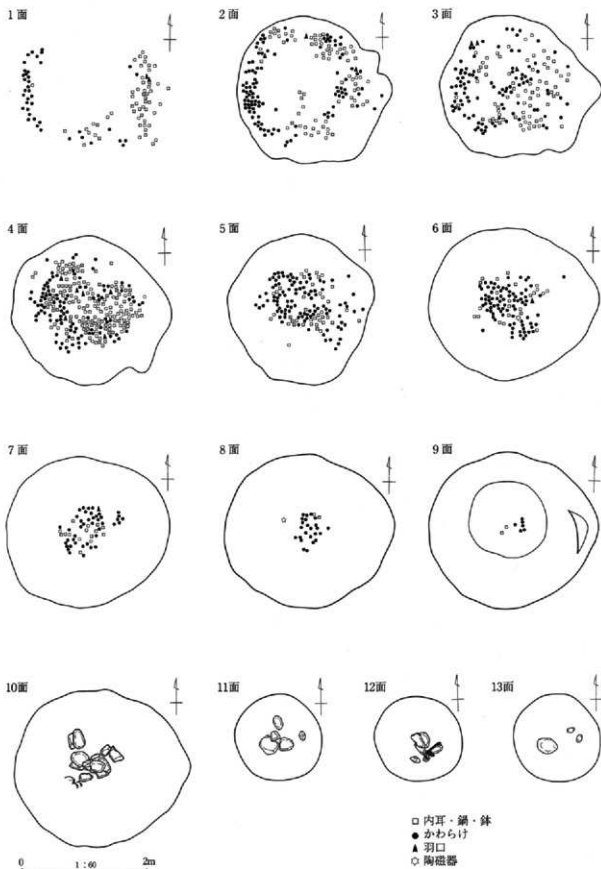 1面
2面
3面
4面
5面
6面
7面
8面
9面
10面
11面
12面
13面
□ 内耳・鍋・鉢
● かわらけ
▲ 羽口
✩ 陶磁器
0 1:60 2m